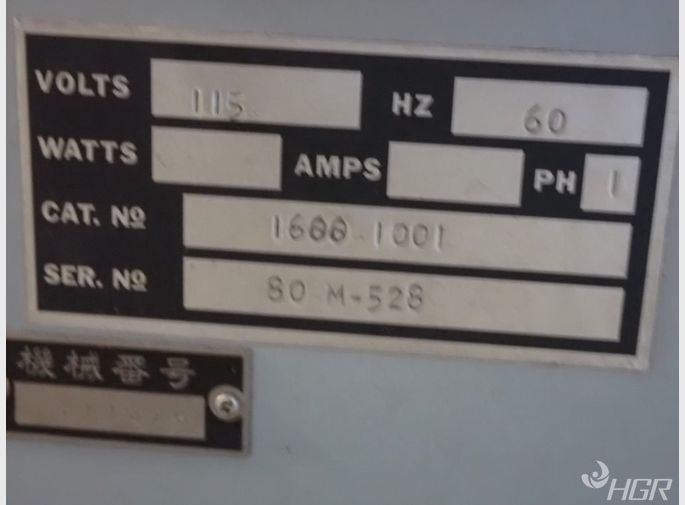 VOLTS 115 HZ 60
WATTS AMPS PH 1
CAT. Nº 1600-1001
SER. Nº 80 M-528
機械番号
HGR